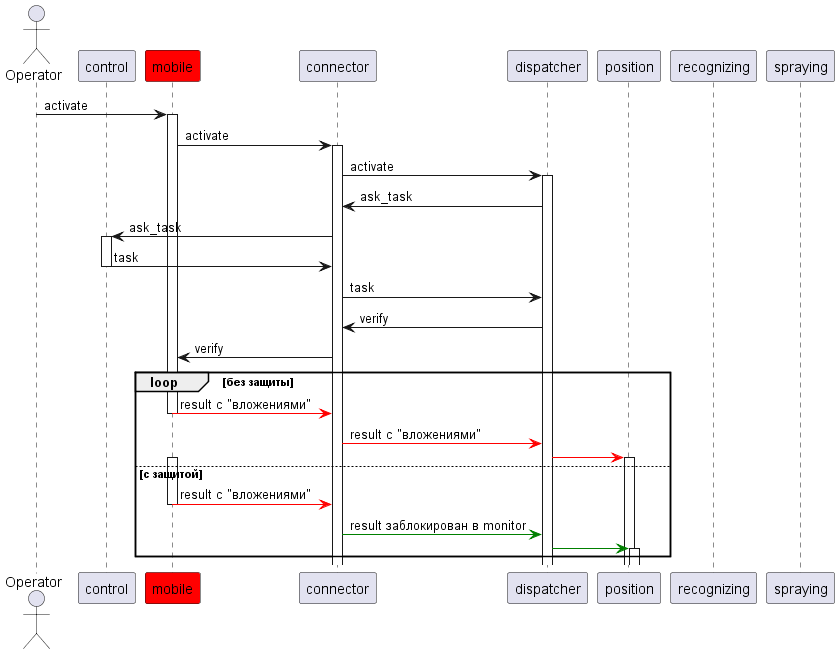 Operator
control
mobile
connector
dispatcher
position
recognizing
spraying
activate
activate
activate
ask_task
ask_task
task
task
verify
verify
loop [без защиты]
result с "вложениями"
result с "вложениями"
[с защитой]
result с "вложениями"
result заблокирован в monitor
Operator
control
mobile
connector
dispatcher
position
recognizing
spraying